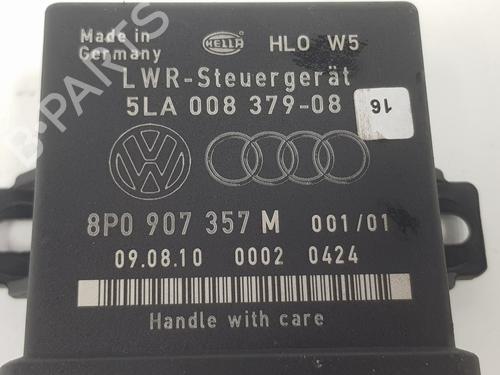 Made in
Germany
HELLA
HLO W5
LWR-Steuergerät
5LA 008 379-08
16
8P0 907 357 M 001/01
09.08.10 0002 0424
Handle with care
B-PARTS